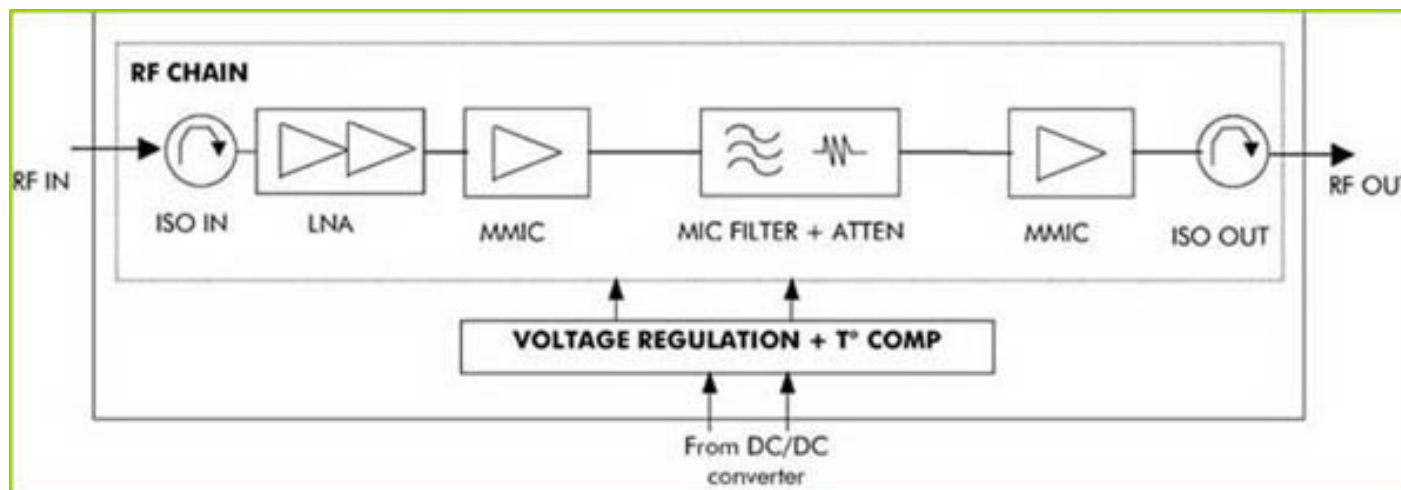 RF CHAIN
RF IN
ISO IN
LNA
MMIC
MIC FILTER + ATTEN
MMIC
ISO OUT
RF OUT
VOLTAGE REGULATION + T° COMP
From DC/DC
converter